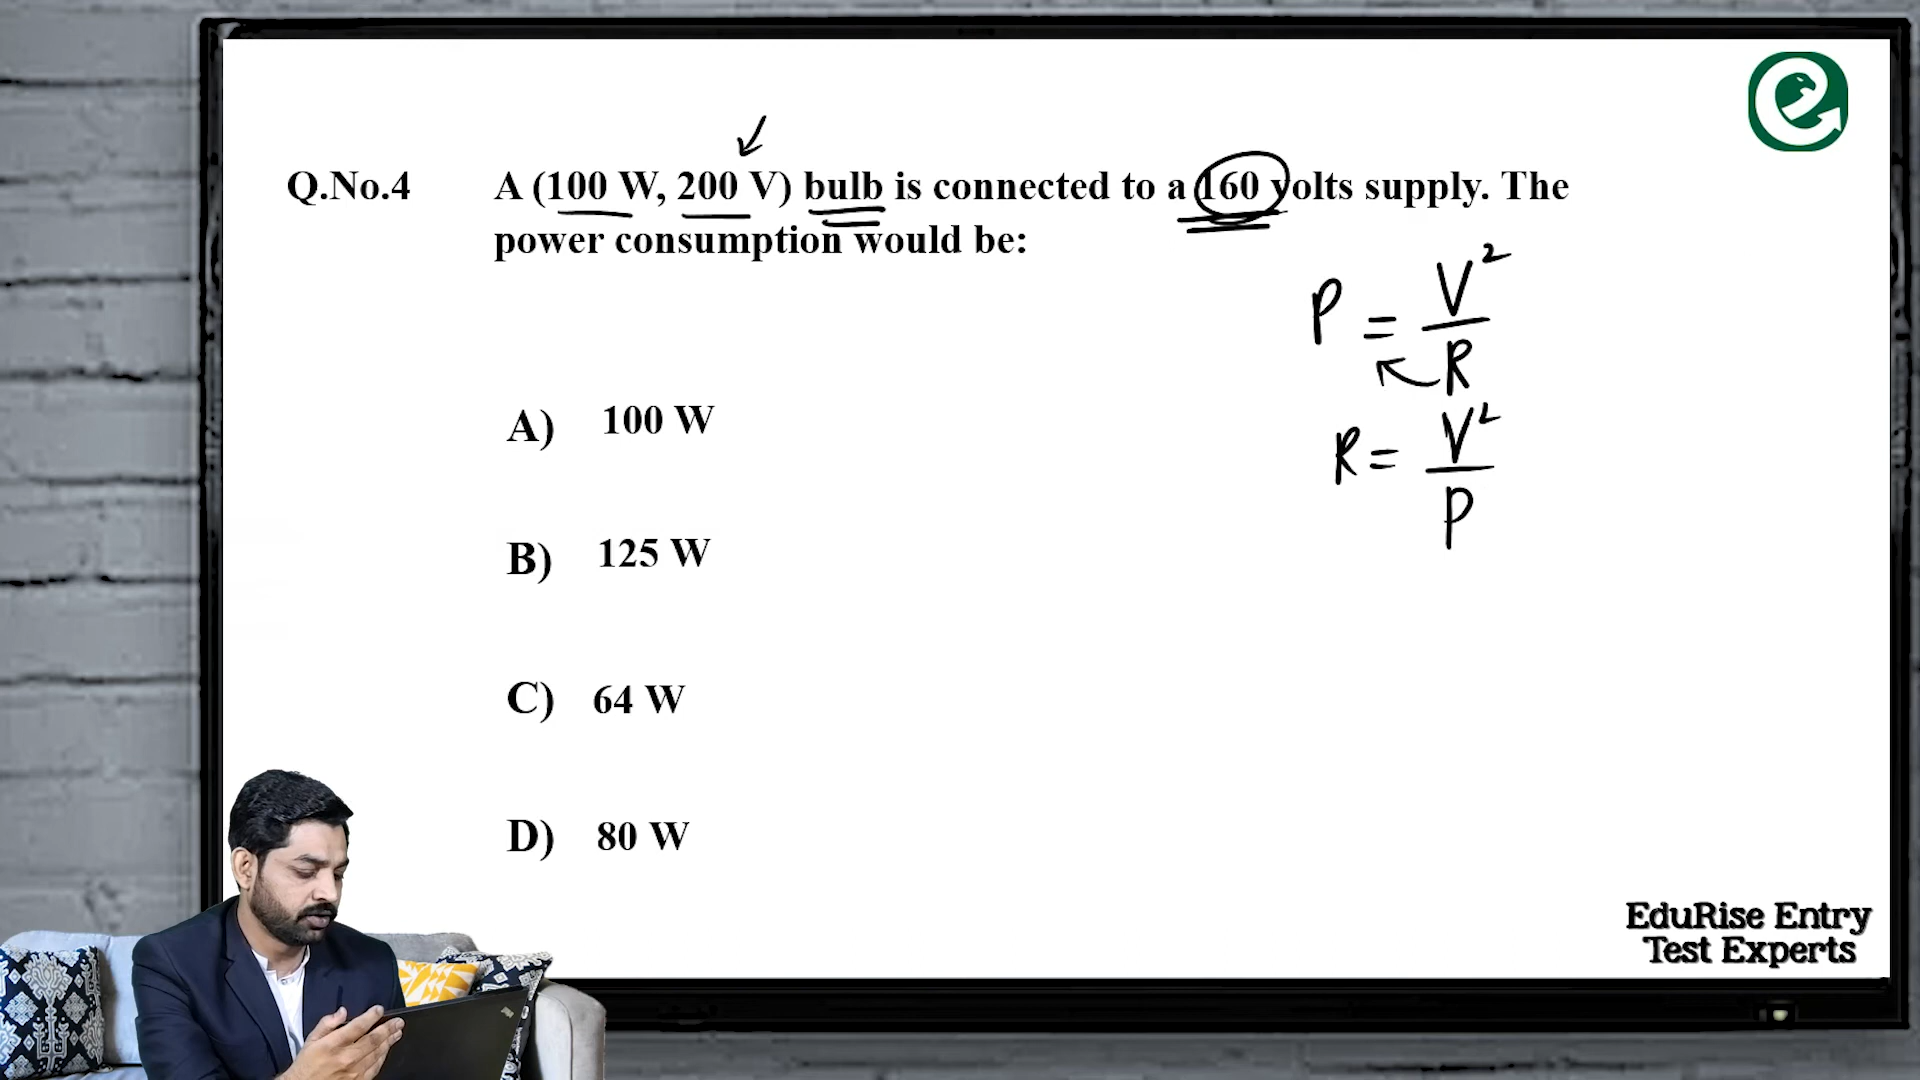 Q.No.4 A (100 W, 200 V) bulb is connected to a 160 volts supply. The
power consumption would be:
P = V²/R
R = V²/P
A) 100 W
B) 125 W
C) 64 W
D) 80 W
EduRise Entry
Test Experts